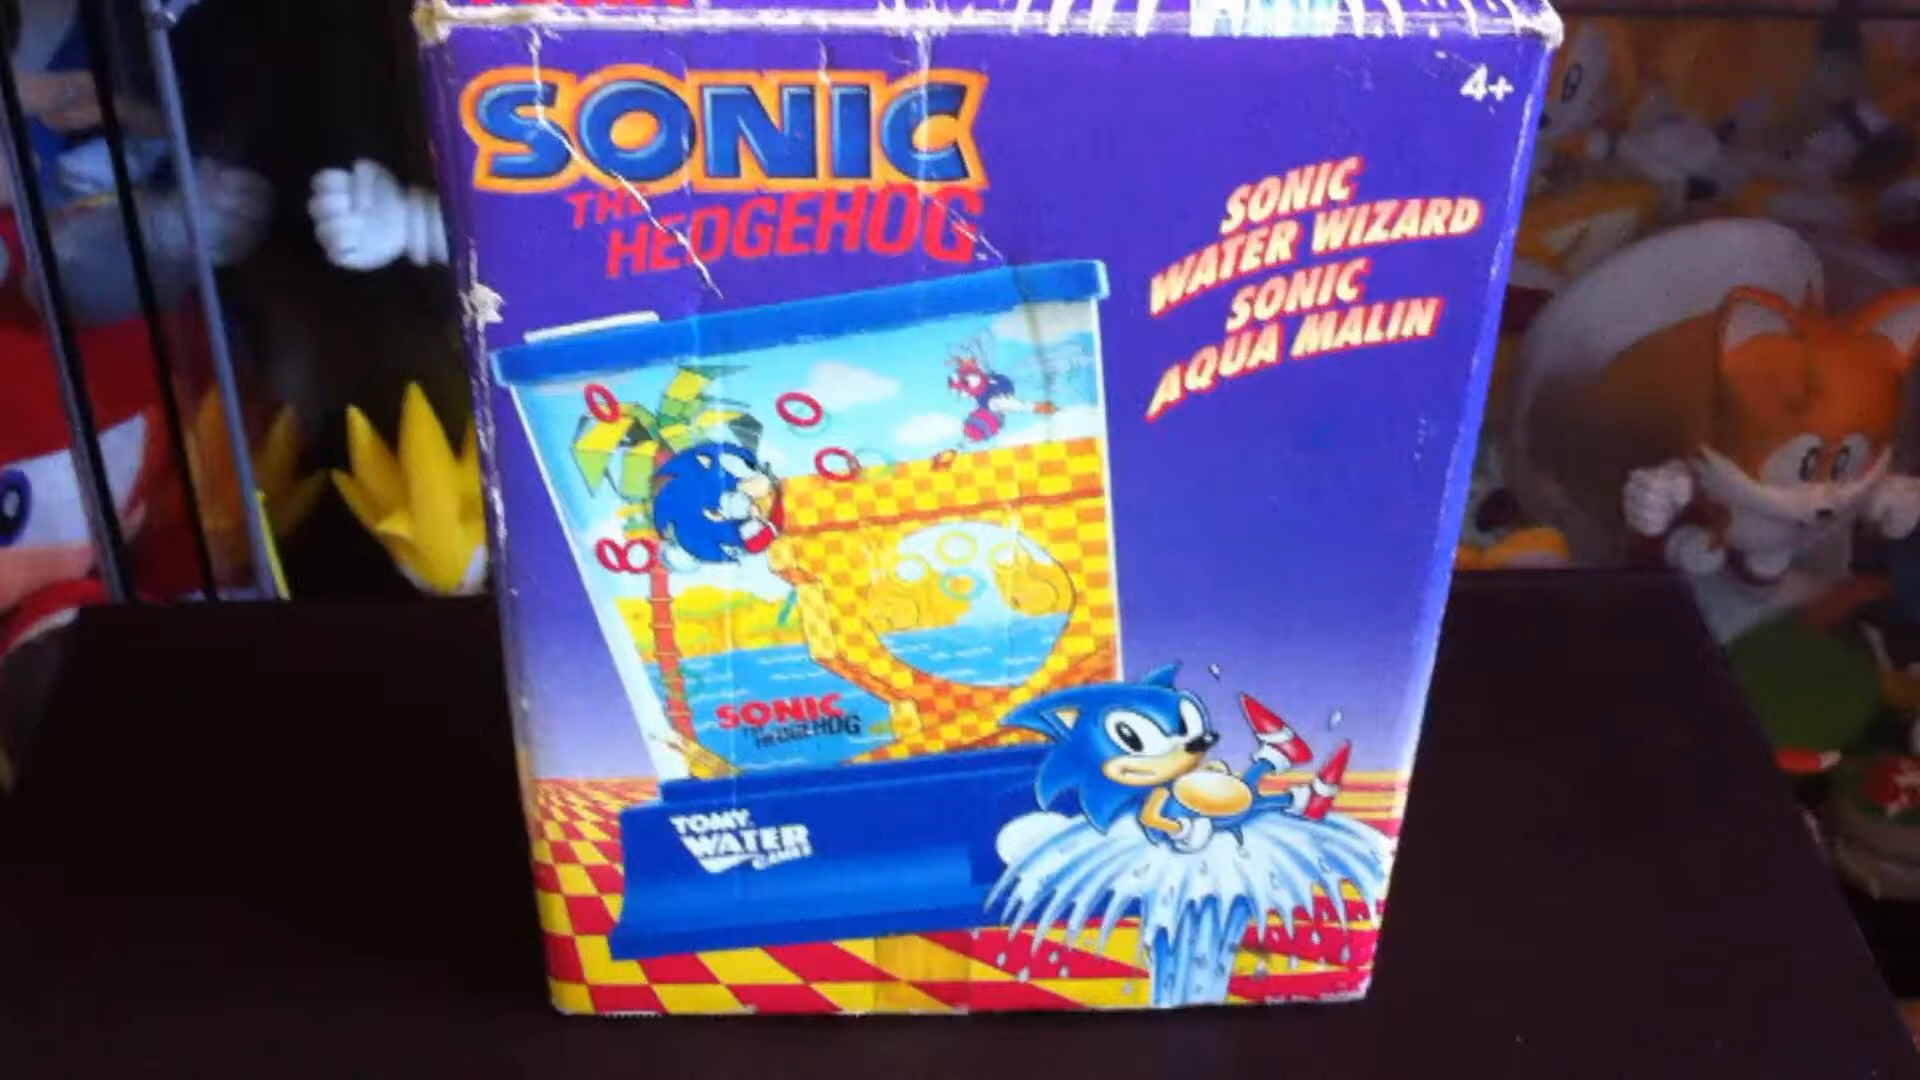 SONIC
THE
HEDGEHOG
4+
SONIC
WATER WIZARD
SONIC
AQUA MALIN
SONIC
THE
HEDGEHOG
TOMY
WATER
GAMES